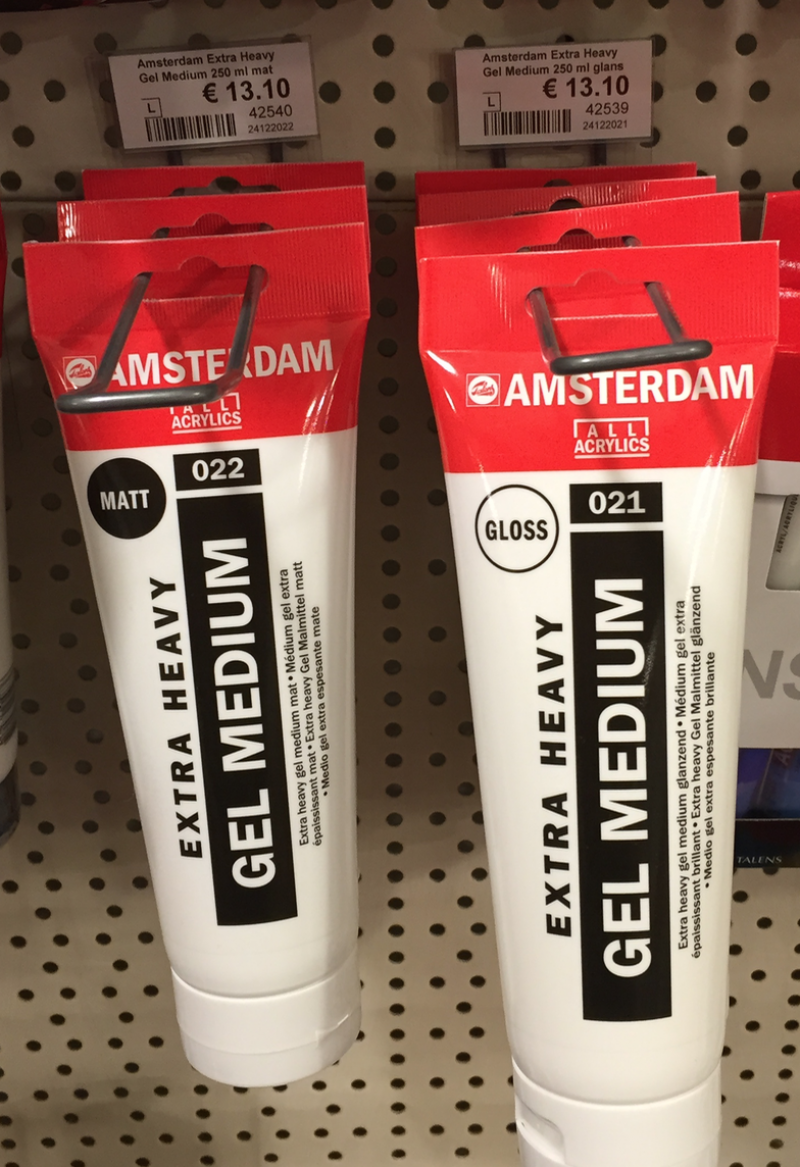 Amsterdam Extra Heavy
Gel Medium 250 ml mat
€ 13.10
L
42540
24122022
Amsterdam Extra Heavy
Gel Medium 250 ml glans
€ 13.10
L
42539
24122021
AMSTERDAM
ALL
ACRYLICS
MATT
022
EXTRA HEAVY
GEL MEDIUM
Extra heavy gel medium mat • Médium gel extra
épaississant mat • Extra heavy Gel Malmittel matt
• Medio gel extra espesante mate
AMSTERDAM
ALL
ACRYLICS
GLOSS
021
EXTRA HEAVY
GEL MEDIUM
Extra heavy gel medium glanzend • Médium gel extra
épaississant brillant • Extra heavy Gel Malmittel glänzend
• Medio gel extra espesante brillante
NS
TALENS